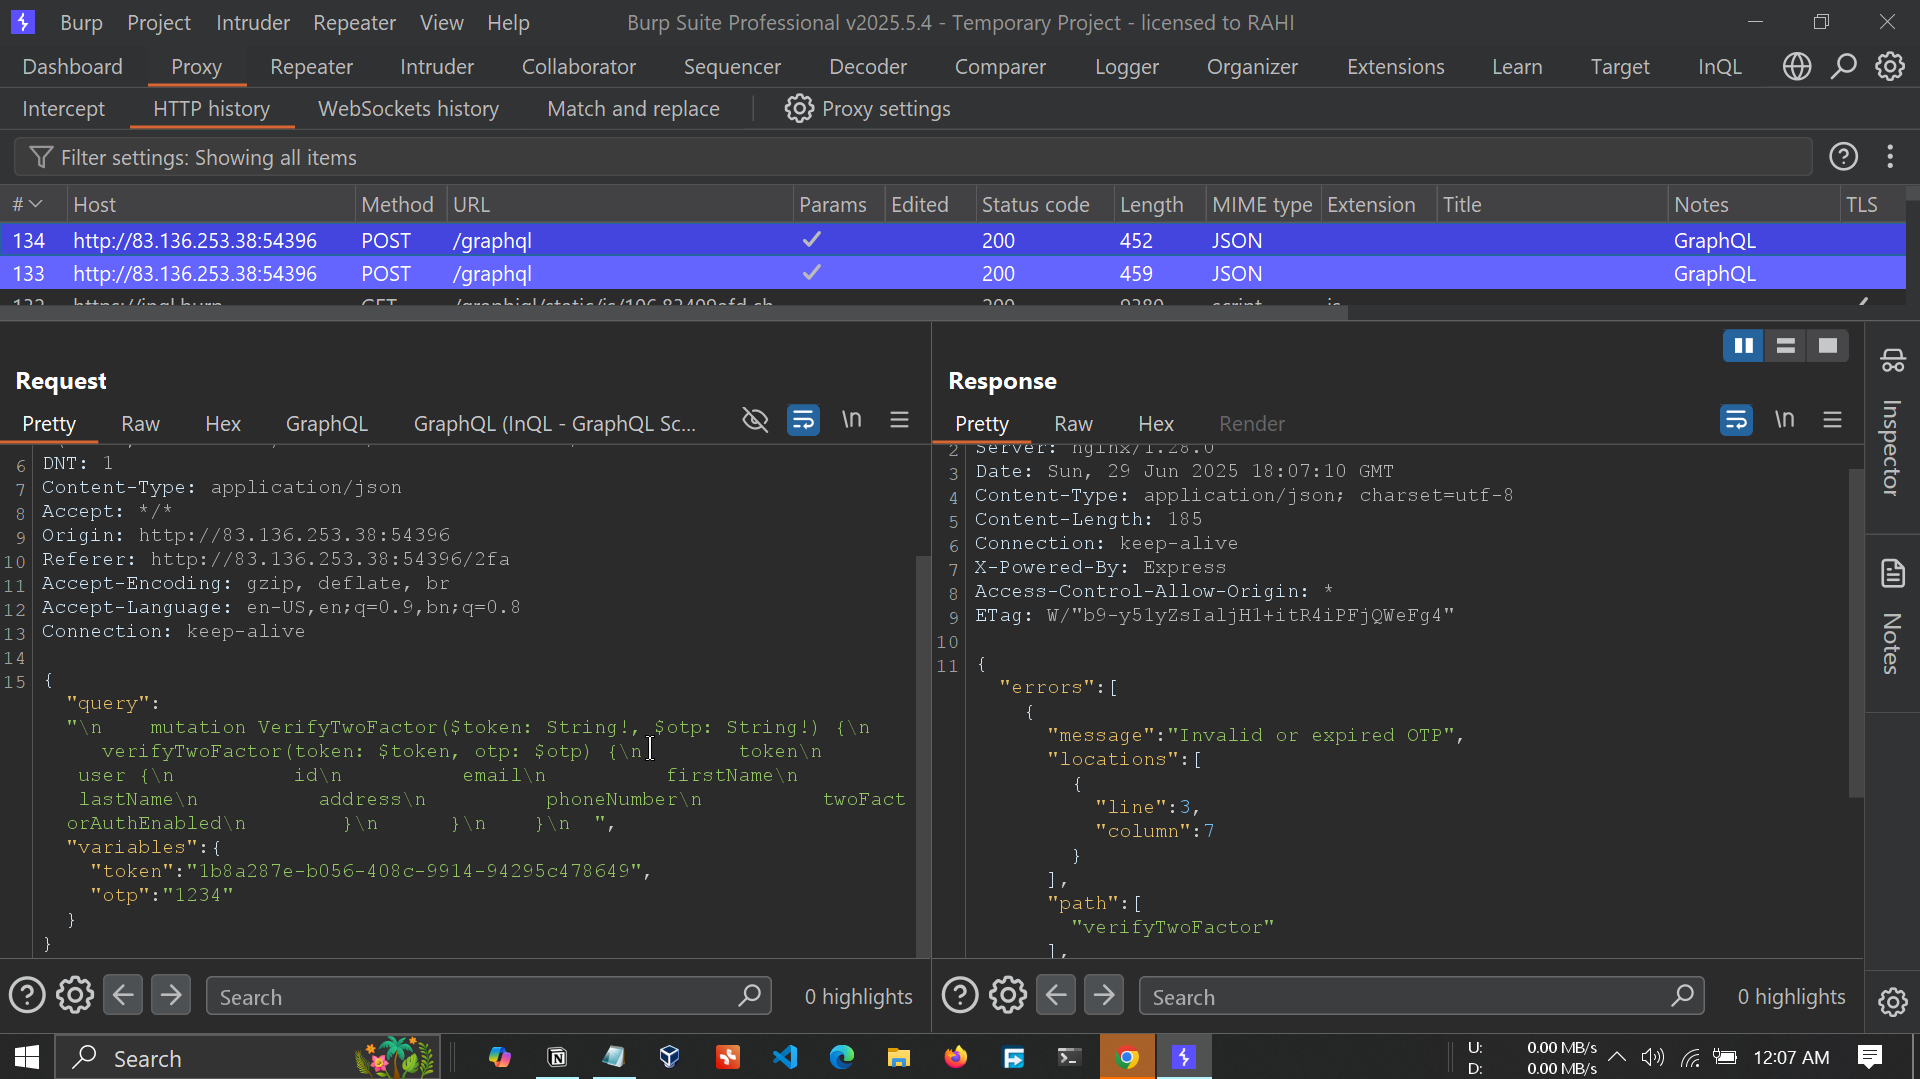 Burp Project Intruder Repeater View Help Burp Suite Professional v2025.5.4 - Temporary Project - licensed to RAHI
Dashboard Proxy Repeater Intruder Collaborator Sequencer Decoder Comparer Logger Organizer Extensions Learn Target InQL
Intercept HTTP history WebSockets history Match and replace Proxy settings
Filter settings: Showing all items
# Host Method URL Params Edited Status code Length MIME type Extension Title Notes TLS
134 http://83.136.253.38:54396 POST /graphql ✓ 200 452 JSON GraphQL
133 http://83.136.253.38:54396 POST /graphql ✓ 200 459 JSON GraphQL
Request
Pretty Raw Hex GraphQL GraphQL (InQL - GraphQL Sc... \n
6 DNT: 1
7 Content-Type: application/json
8 Accept: */*
9 Origin: http://83.136.253.38:54396
10 Referer: http://83.136.253.38:54396/2fa
11 Accept-Encoding: gzip, deflate, br
12 Accept-Language: en-US,en;q=0.9,bn;q=0.8
13 Connection: keep-alive
14
15 {
"query":
"\n mutation VerifyTwoFactor($token: String!, $otp: String!) {\n
verifyTwoFactor(token: $token, otp: $otp) {\n token\n
user {\n id\n email\n firstName\n
lastName\n address\n phoneNumber\n twoFact
orAuthEnabled\n }\n }\n }\n ",
"variables":{
"token":"1b8a287e-b056-408c-9914-94295c478649",
"otp":"1234"
}
}
Search 0 highlights
Response
Pretty Raw Hex Render \n
2 Server: nginx/1.28.0
3 Date: Sun, 29 Jun 2025 18:07:10 GMT
4 Content-Type: application/json; charset=utf-8
5 Content-Length: 185
6 Connection: keep-alive
7 X-Powered-By: Express
8 Access-Control-Allow-Origin: *
9 ETag: W/"b9-y51yZsIaljH1+itR4iPFjQWeFg4"
10
11 {
"errors":[
{
"message":"Invalid or expired OTP",
"locations":[
{
"line":3,
"column":7
}
],
"path":[
"verifyTwoFactor"
],
Search 0 highlights
Inspector
Notes
Search
U: 0.00 MB/s
D: 0.00 MB/s
12:07 AM